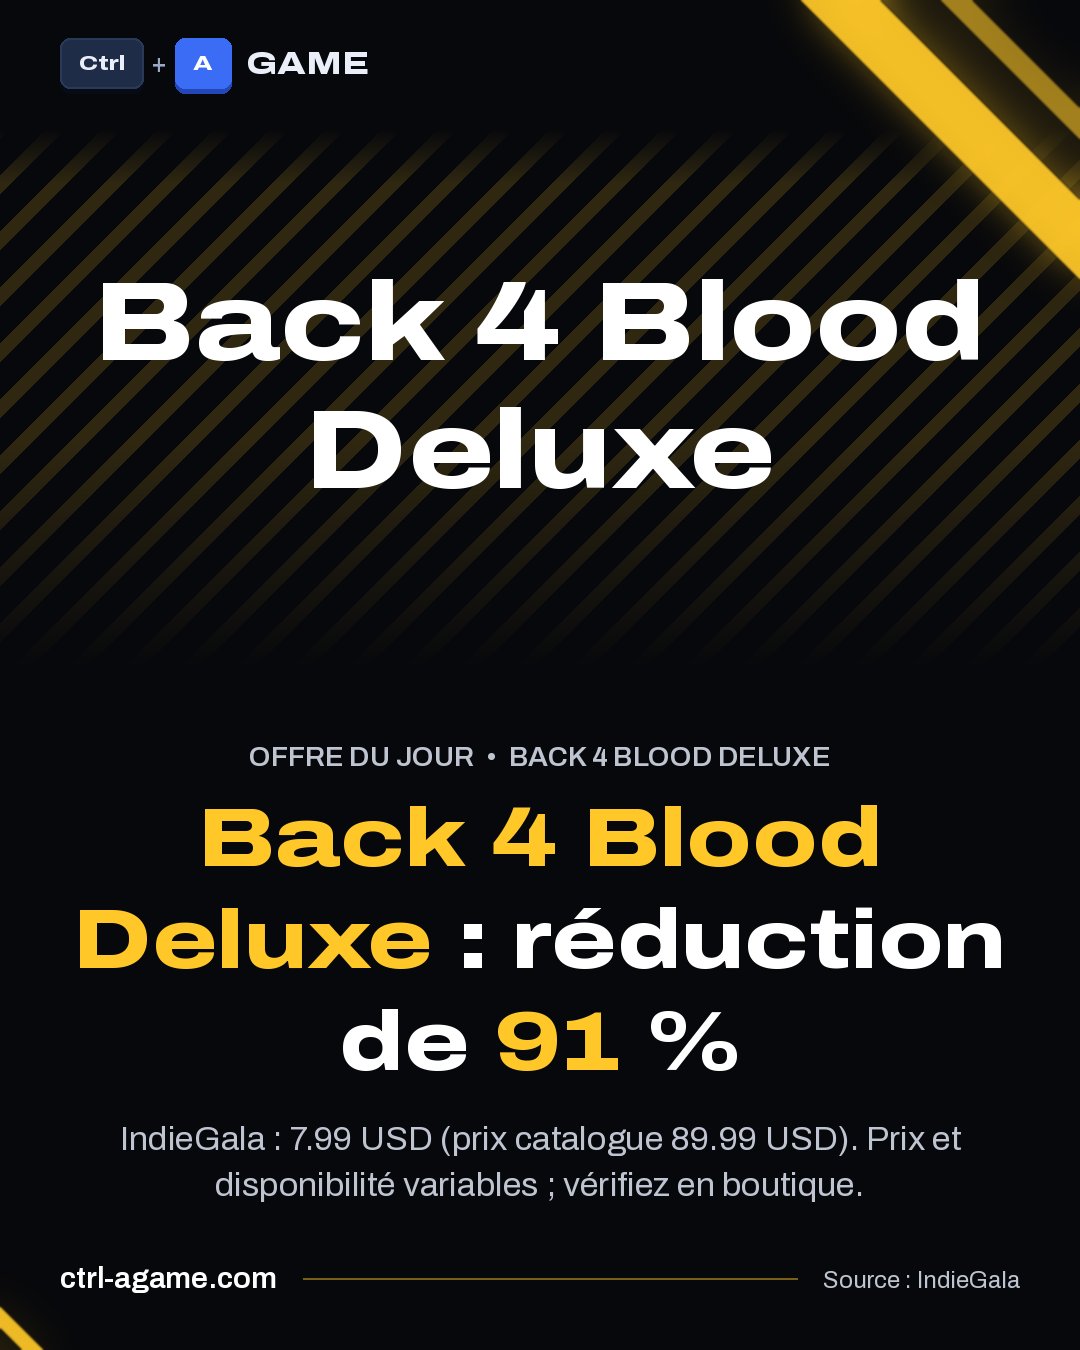 Ctrl + A GAME
Back 4 Blood
Deluxe
OFFRE DU JOUR • BACK 4 BLOOD DELUXE
Back 4 Blood
Deluxe : réduction
de 91 %
IndieGala : 7.99 USD (prix catalogue 89.99 USD). Prix et
disponibilité variables ; vérifiez en boutique.
ctrl-agame.com
Source : IndieGala